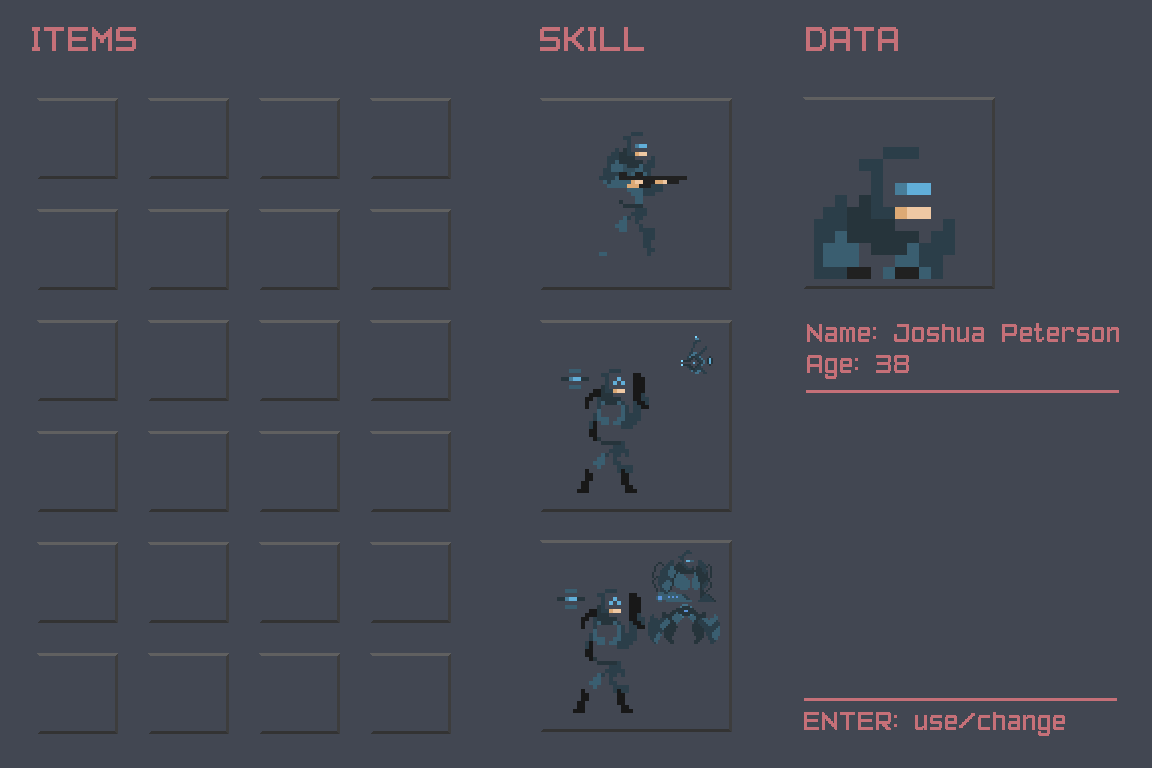 ITEMS
SKILL
DATA
Name: Joshua Peterson
Age: 38
ENTER: use/change